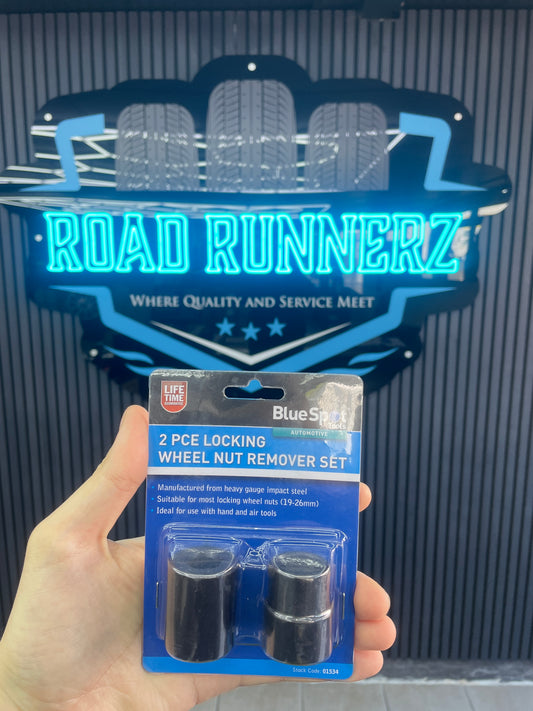 ROAD RUNNERZ
WHERE QUALITY AND SERVICE MEET
LIFE
TIME
GUARANTEE
BlueSpot
Tools
AUTOMOTIVE
2 PCE LOCKING
WHEEL NUT REMOVER SET
Manufactured from heavy gauge impact steel
· Suitable for most locking wheel nuts (19-26mm)
· Ideal for use with hand and air tools
Stock Code: 01534